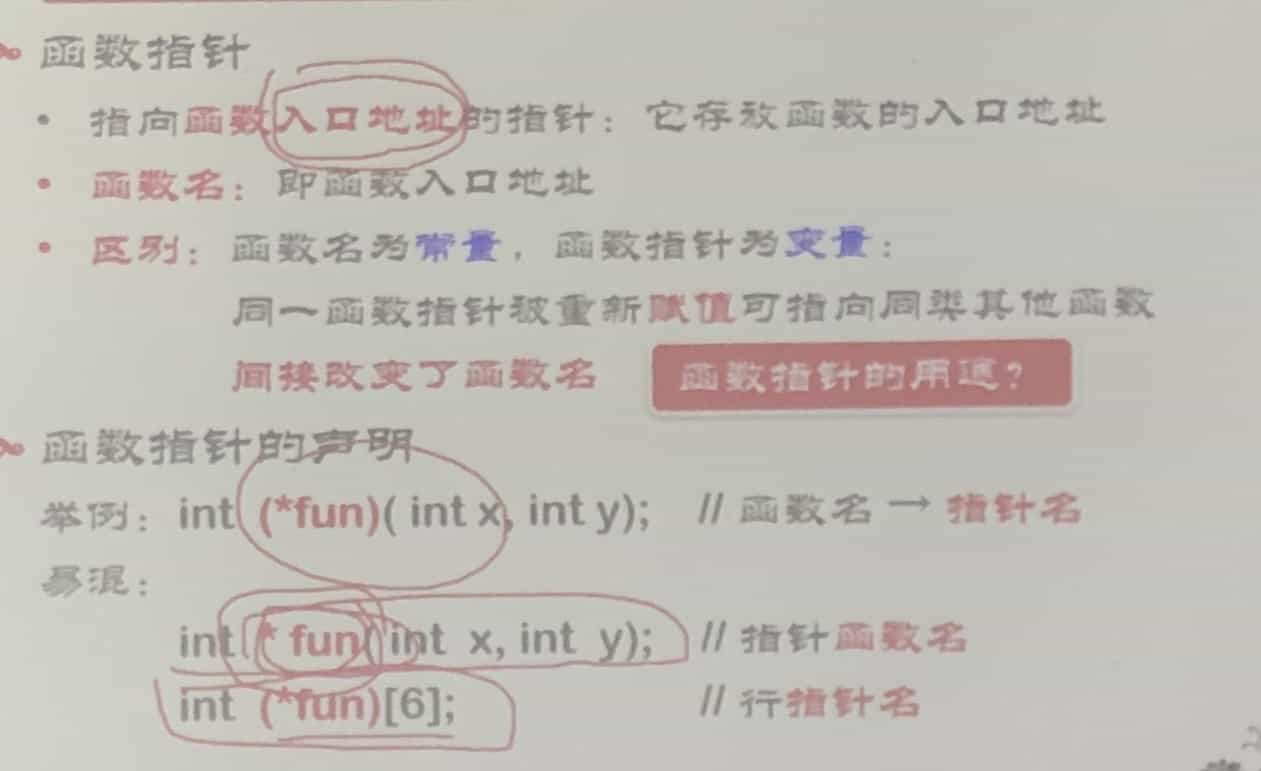 函数指针
• 指向函数入口地址的指针：它存放函数的入口地址
• 函数名：即函数入口地址
• 区别：函数名为常量，函数指针为变量：
同一函数指针被重新赋值可指向同类其他函数
间接改变了函数名 函数指针的用途？
函数指针的声明
举例：int (*fun)( int x, int y); // 函数名 → 指针名
易混：
int * fun( int x, int y); // 指针函数名
int (*fun)[6]; // 行指针名